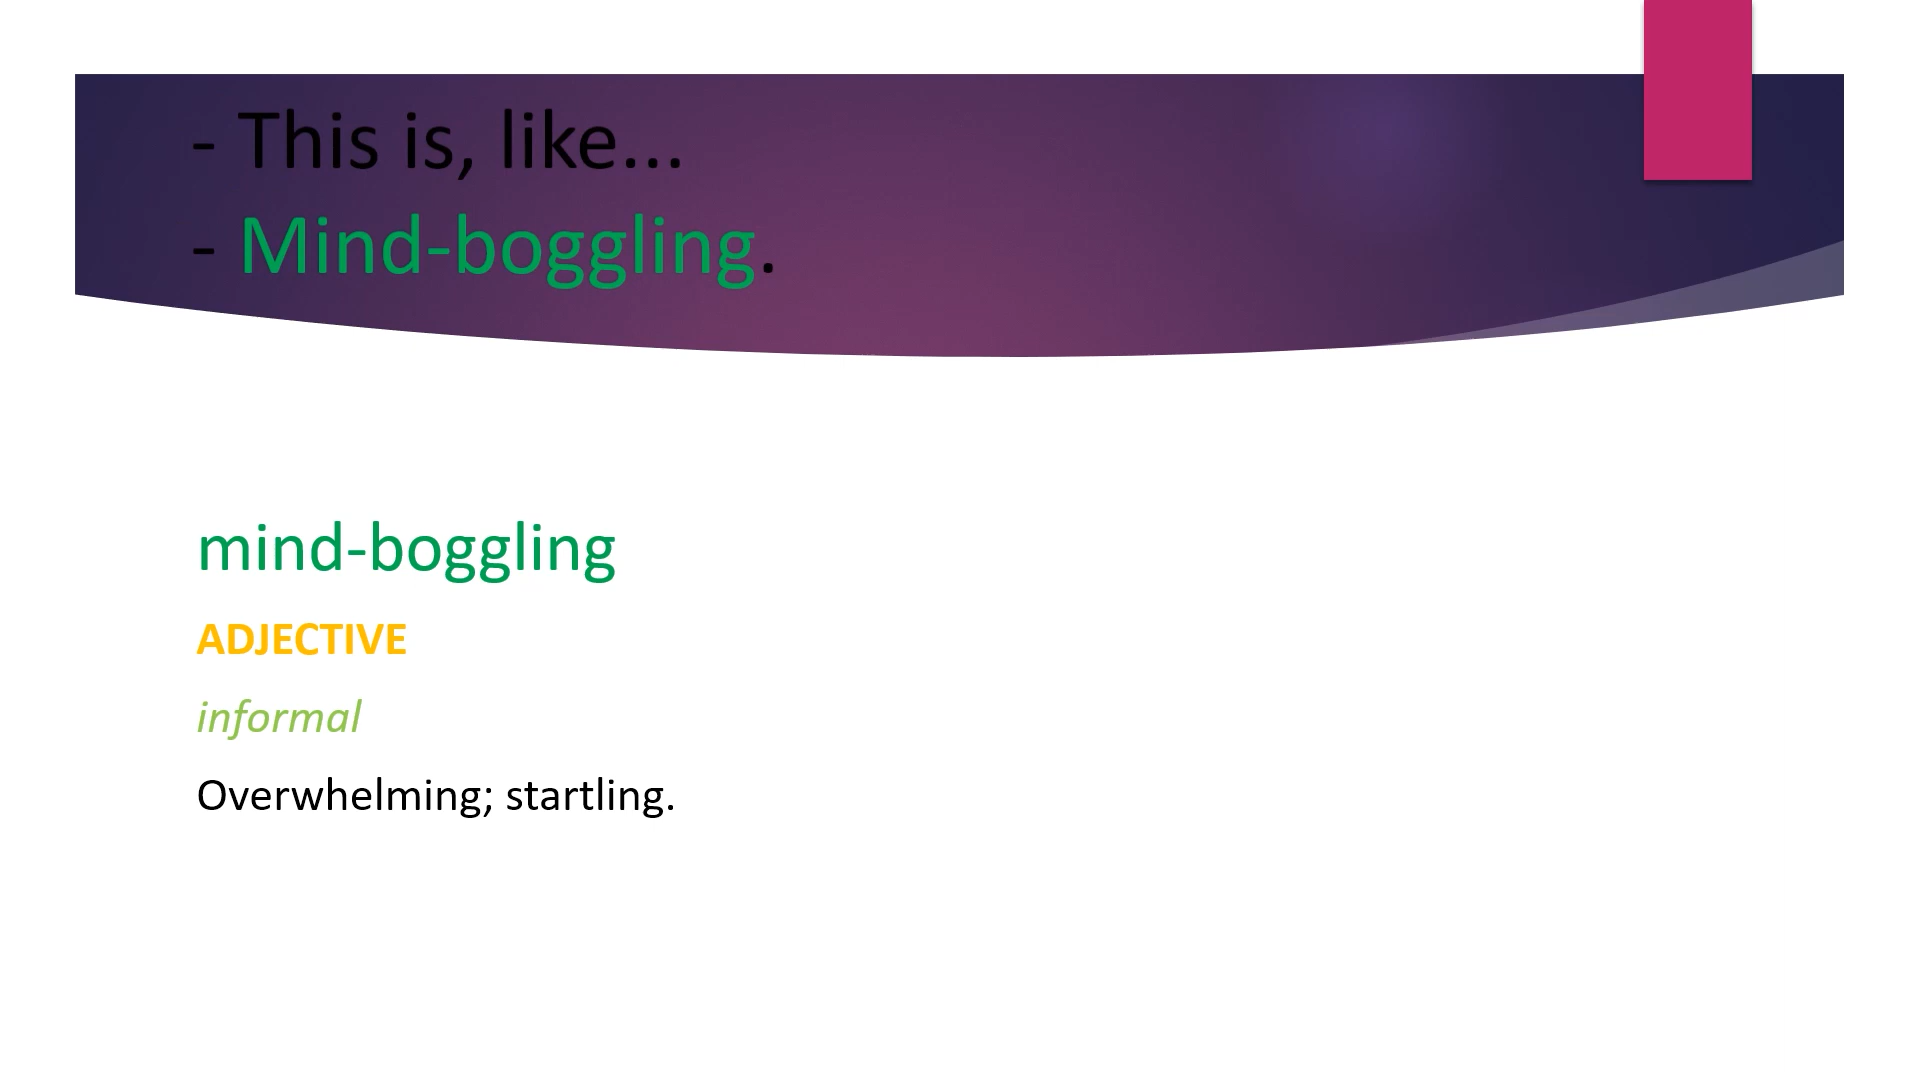 - This is, like...
- Mind-boggling.
mind-boggling
ADJECTIVE
informal
Overwhelming; startling.